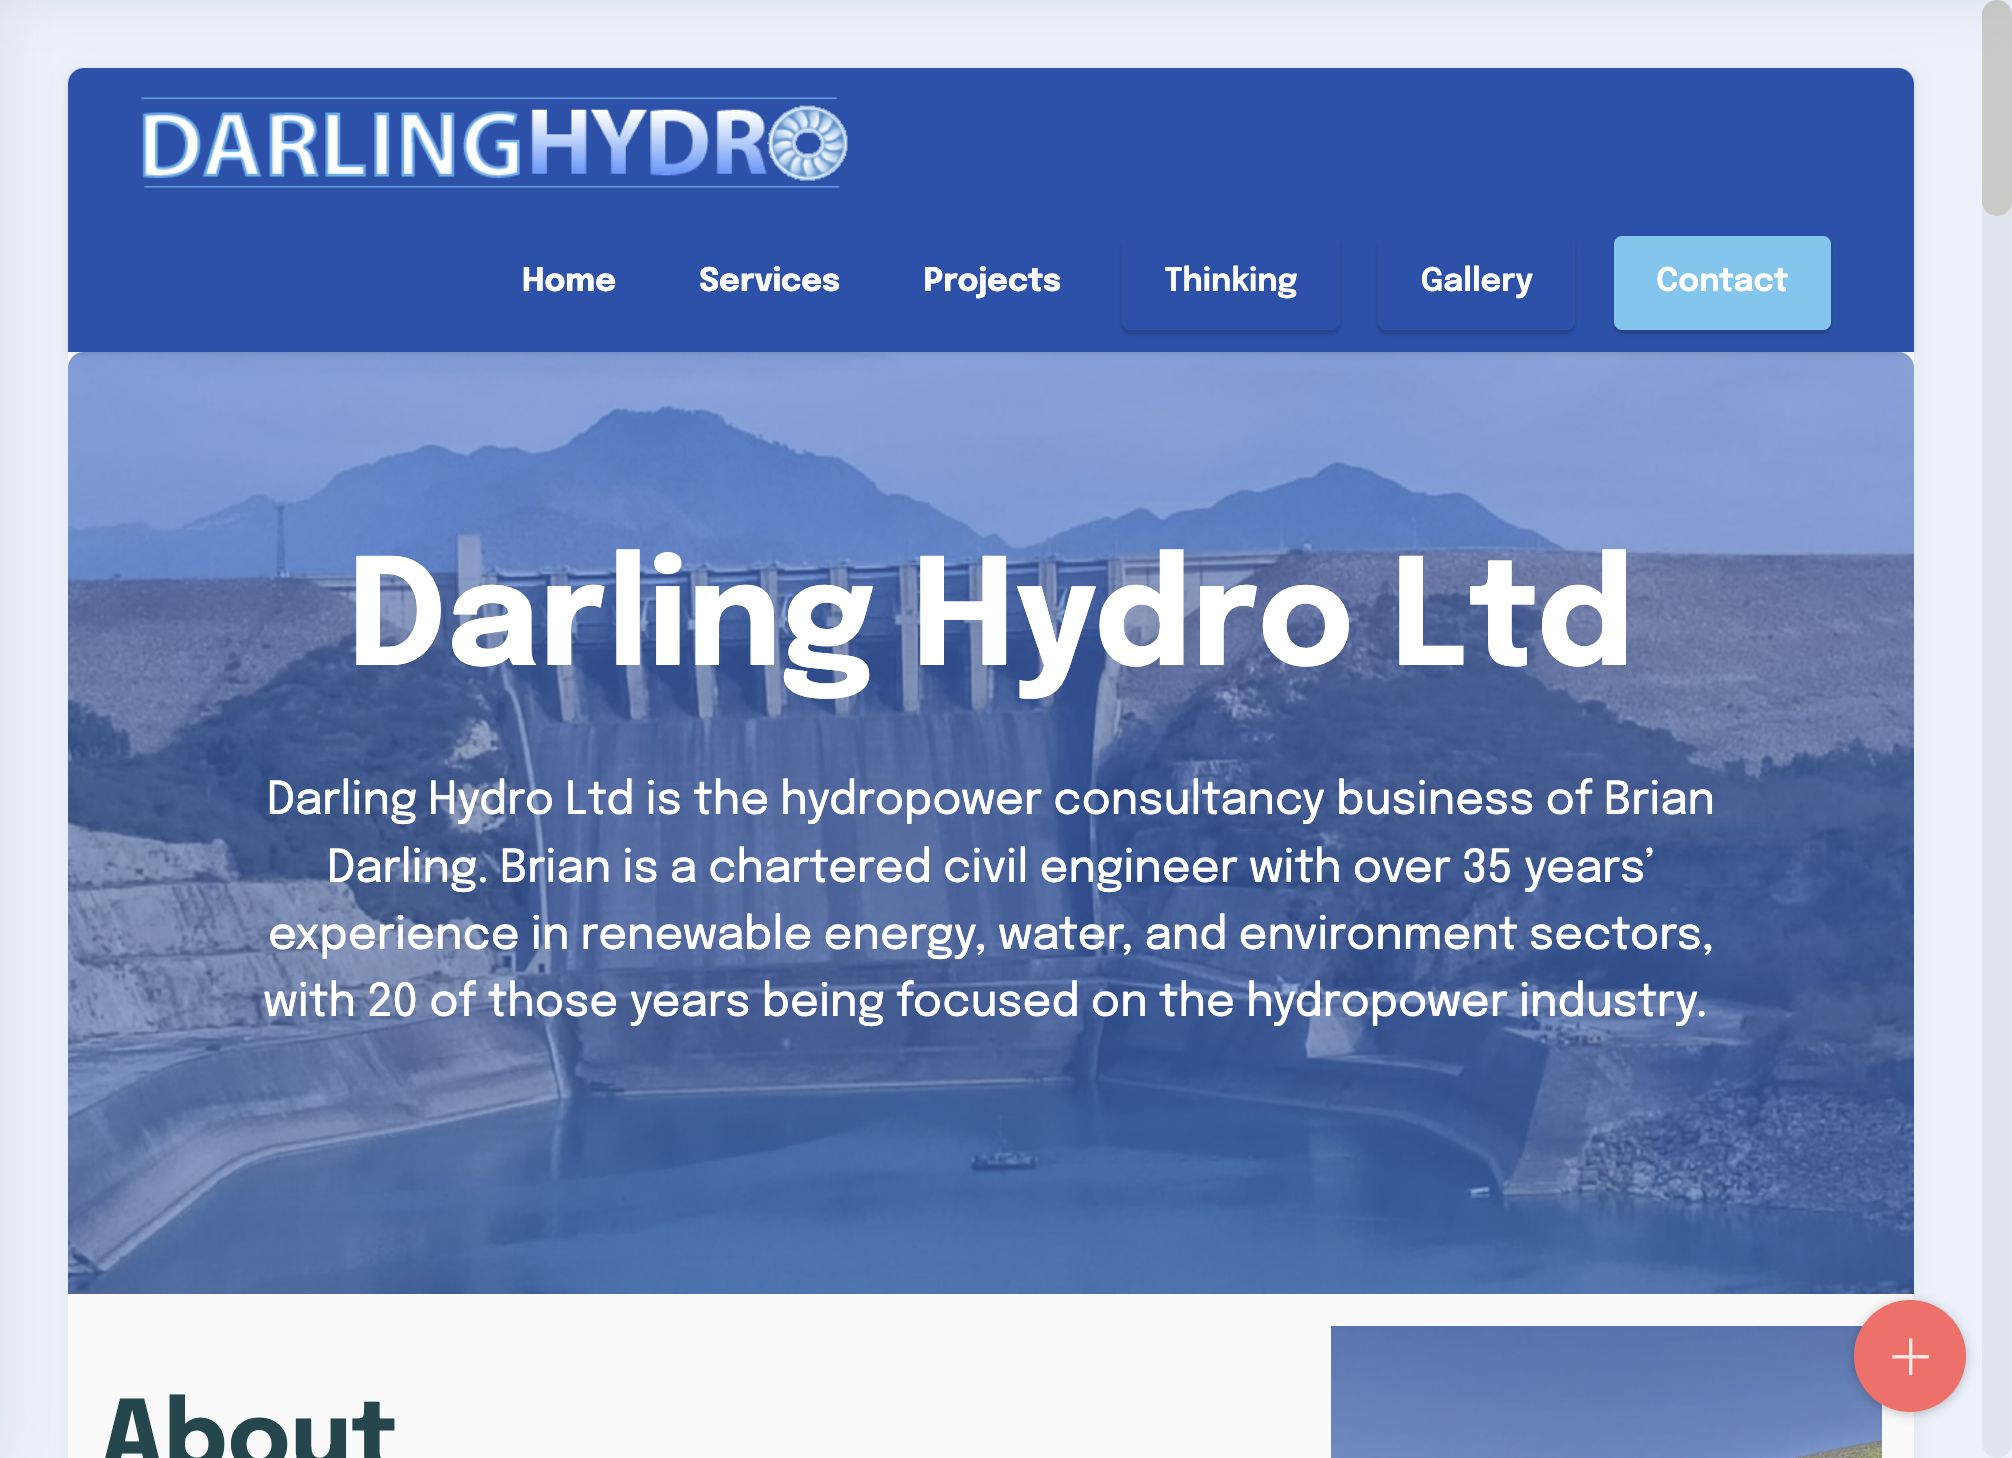 DARLINGHYDRO
Home Services Projects Thinking Gallery Contact
Darling Hydro Ltd
Darling Hydro Ltd is the hydropower consultancy business of Brian
Darling. Brian is a chartered civil engineer with over 35 years’
experience in renewable energy, water, and environment sectors,
with 20 of those years being focused on the hydropower industry.
About